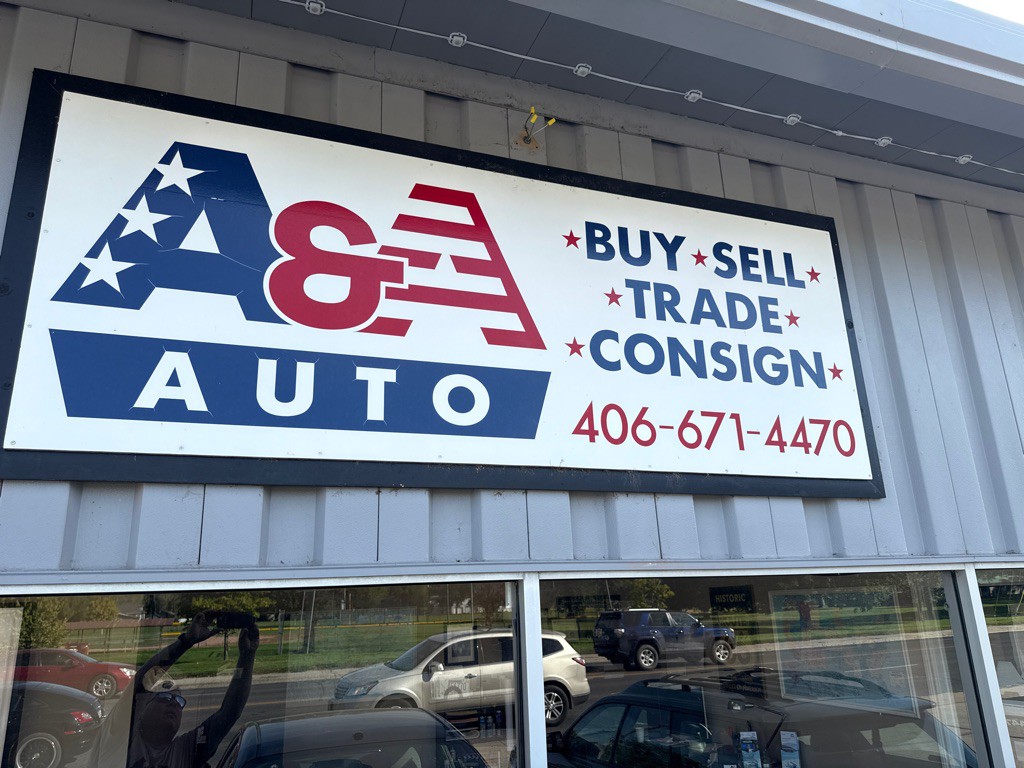 A&A
AUTO
BUY SELL
TRADE
CONSIGN
406-671-4470
HISTORIC